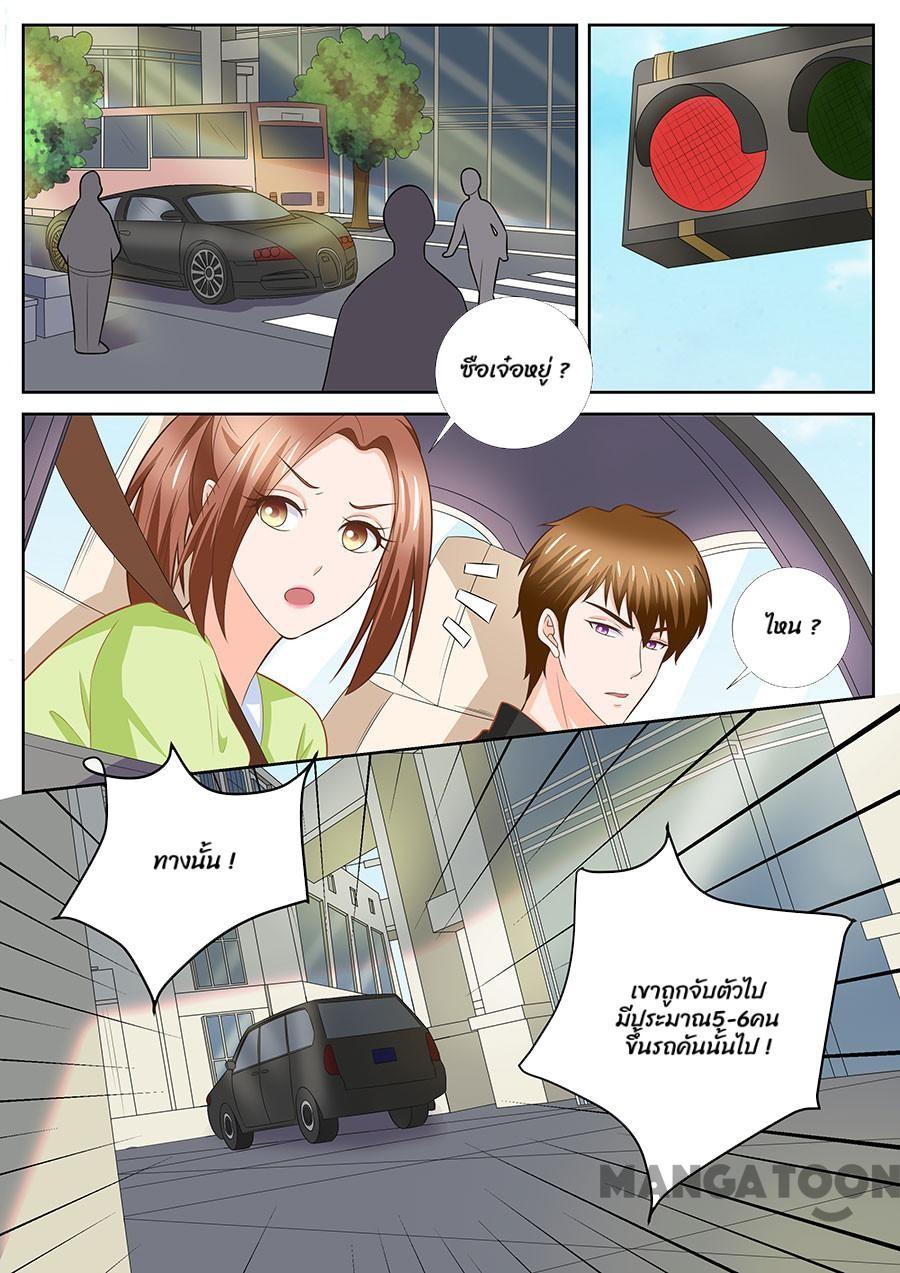 ซือเจ๋อหยู่ ?
ไหน ?
ทางนั้น !
เขาถูกจับตัวไป
มีประมาณ5-6คน
ขึ้นรถคันนั้นไป !
MANGATOON